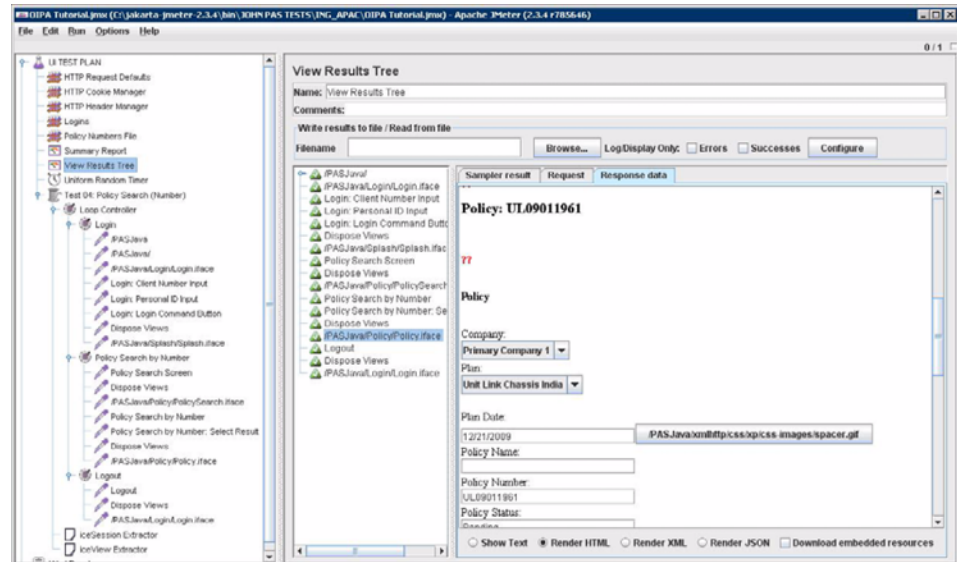 OIPA Tutorial.jmx (C:\jakarta-jmeter-2.3.4\bin\JOHN PAS TESTS\ING_APAC\OIPA Tutorial.jmx) - Apache JMeter (2.3.4 r785646)
File Edit Run Options Help
0 / 1
UI TEST PLAN
HTTP Request Defaults
HTTP Cookie Manager
HTTP Header Manager
Logins
Policy Numbers File
Summary Report
View Results Tree
Uniform Random Timer
Test 04: Policy Search (Number)
Loop Controller
Login
/PASJava
/PASJava/
/PASJava/Login/Login.iface
Login: Client Number Input
Login: Personal ID Input
Login: Login Command Button
Dispose Views
/PASJava/Splash/Splash.iface
Policy Search by Number
Policy Search Screen
Dispose Views
/PASJava/Policy/PolicySearch.iface
Policy Search by Number
Policy Search by Number: Select Result
Dispose Views
/PASJava/Policy/Policy.iface
Logout
Logout
Dispose Views
/PASJava/Login/Login.iface
iceSession Extractor
iceView Extractor
View Results Tree
Name: View Results Tree
Comments:
Write results to file / Read from file
Filename Browse... Log/Display Only: Errors Successes Configure
/PASJava/
/PASJava/Login/Login.iface
Login: Client Number Input
Login: Personal ID Input
Login: Login Command Butto
Dispose Views
/PASJava/Splash/Splash.ifac
Policy Search Screen
Dispose Views
/PASJava/Policy/PolicySearch
Policy Search by Number
Policy Search by Number: Se
Dispose Views
/PASJava/Policy/Policy.iface
Logout
Dispose Views
/PASJava/Login/Login.iface
Sampler result Request Response data
Policy: UL09011961
??
Policy
Company:
Primary Company 1
Plan:
Unit Link Chassis India
Plan Date:
12/21/2009 /PASJava/xmlhttp/css/xp/css-images/spacer.gif
Policy Name:
Policy Number:
UL09011961
Policy Status:
Pending
Show Text Render HTML Render XML Render JSON Download embedded resources